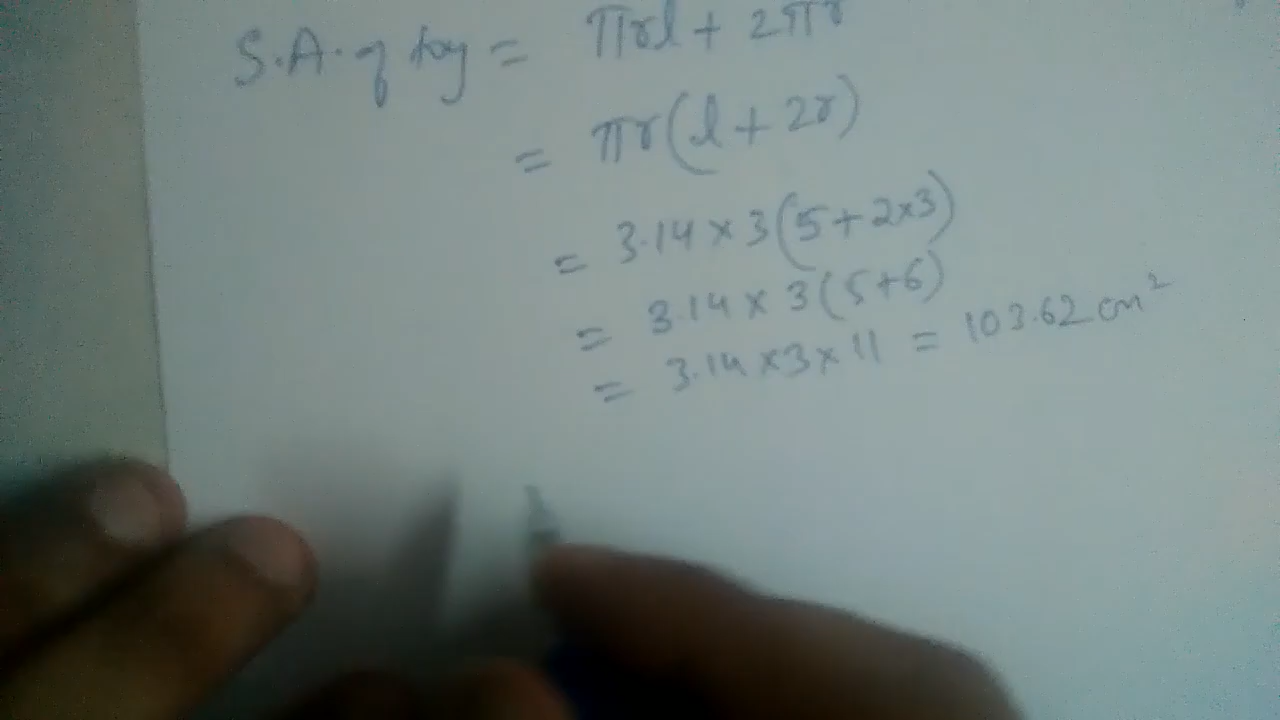 S.A. of toy = πrl + 2πr
= πr(l + 2r)
= 3.14 × 3(5 + 2×3)
= 3.14 × 3(5+6)
= 3.14 × 3 × 11 = 103.62 cm²